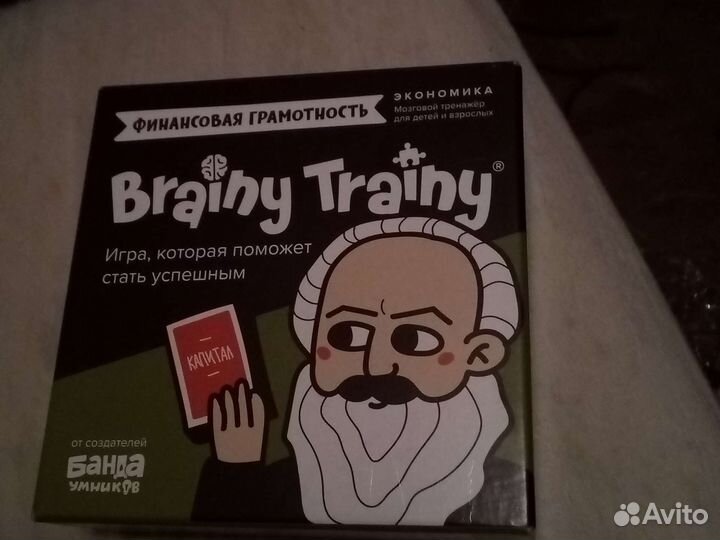 ФИНАНСОВАЯ ГРАМОТНОСТЬ
ЭКОНОМИКА
Мозговой тренажёр
для детей и взрослых
Brainy Trainy®
Игра, которая поможет
стать успешным
КАПИТАЛ
от создателей
БАНДА
УМНИКОВ
Avito